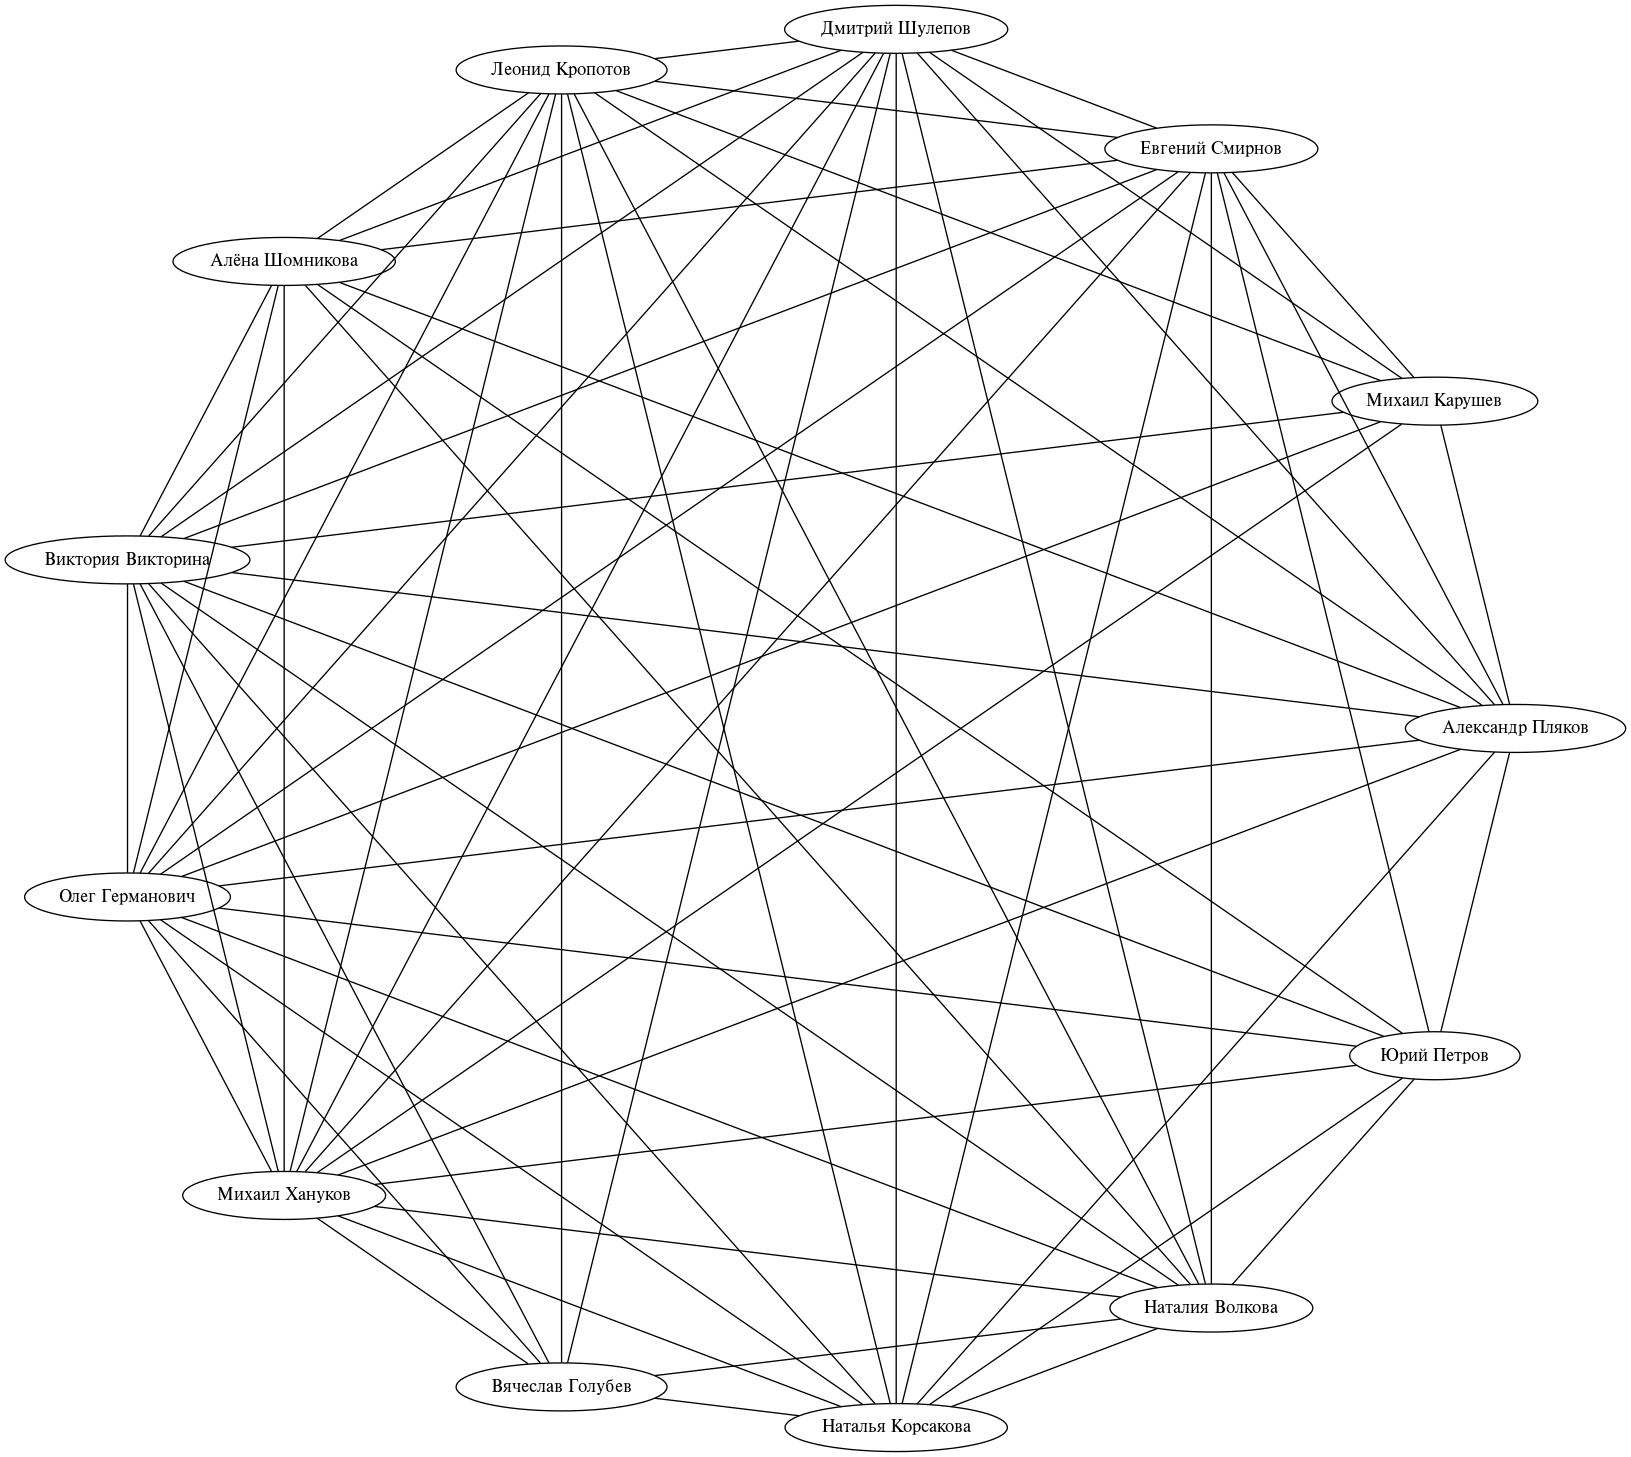 Дмитрий Шулепов
Леонид Кропотов
Евгений Смирнов
Алёна Шомникова
Михаил Карушев
Виктория Викторина
Александр Пляков
Олег Германович
Юрий Петров
Михаил Хануков
Наталия Волкова
Вячеслав Голубев
Наталья Корсакова